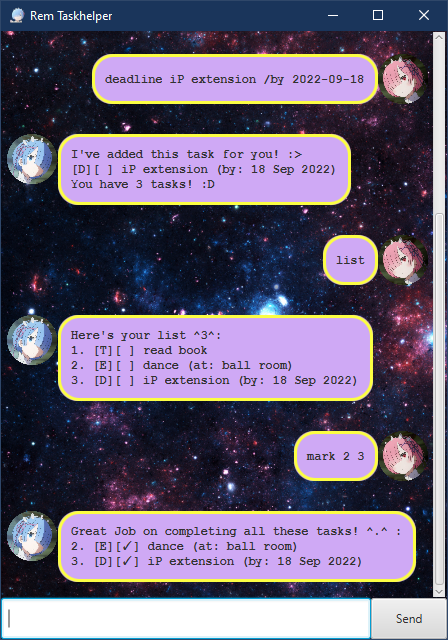 Rem Taskhelper
deadline iP extension /by 2022-09-18
I've added this task for you! :>
[D][ ] iP extension (by: 18 Sep 2022)
You have 3 tasks! :D
list
Here's your list ^3^:
1. [T][ ] read book
2. [E][ ] dance (at: ball room)
3. [D][ ] iP extension (by: 18 Sep 2022)
mark 2 3
Great Job on completing all these tasks! ^.^ :
2. [E][✓] dance (at: ball room)
3. [D][✓] iP extension (by: 18 Sep 2022)
Send